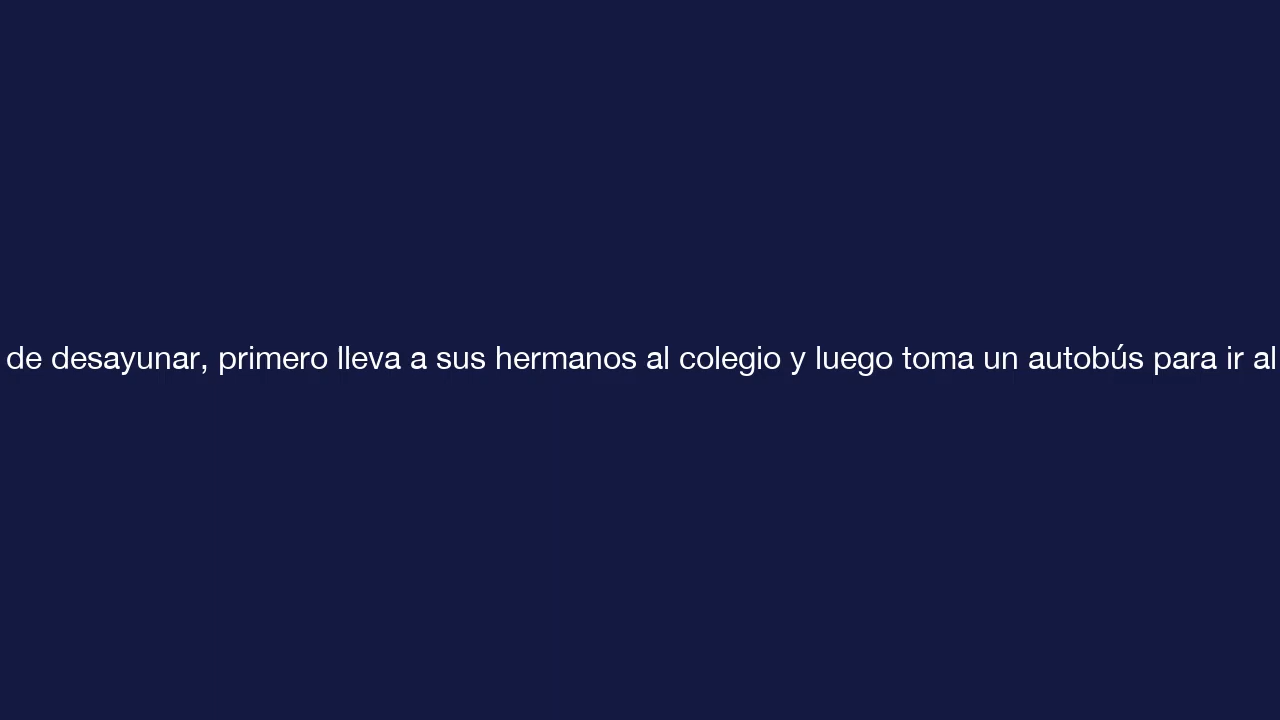 de desayunar, primero lleva a sus hermanos al colegio y luego toma un autobús para ir al